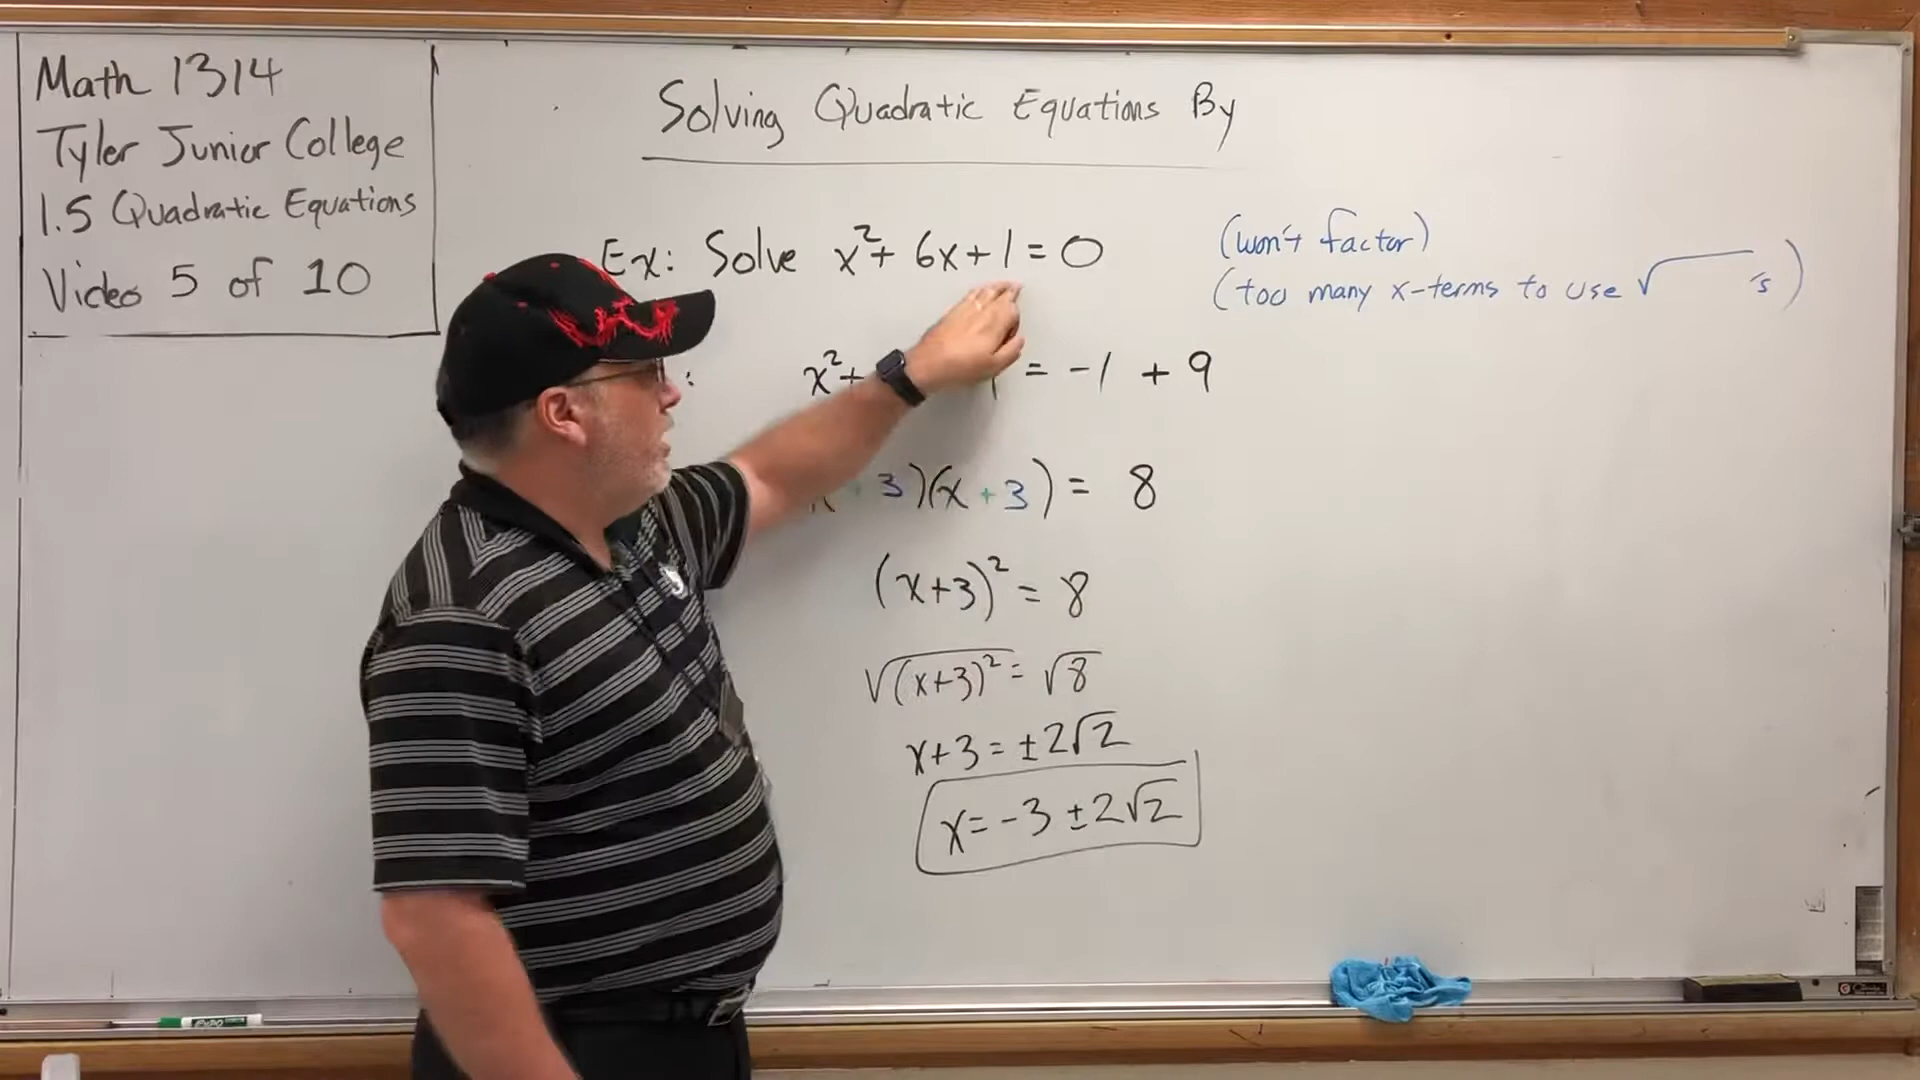 Math 1314
Tyler Junior College
1.5 Quadratic Equations
Video 5 of 10
Solving Quadratic Equations By
Ex: Solve x²+ 6x+1=0
(won't factor)
(too many x-terms to use √ 's)
: x²+ = -1 + 9
3)(x +3) = 8
(x+3)² = 8
√(x+3)² = √8
x+3 = ±2√2
x= -3 ±2√2
EXPO